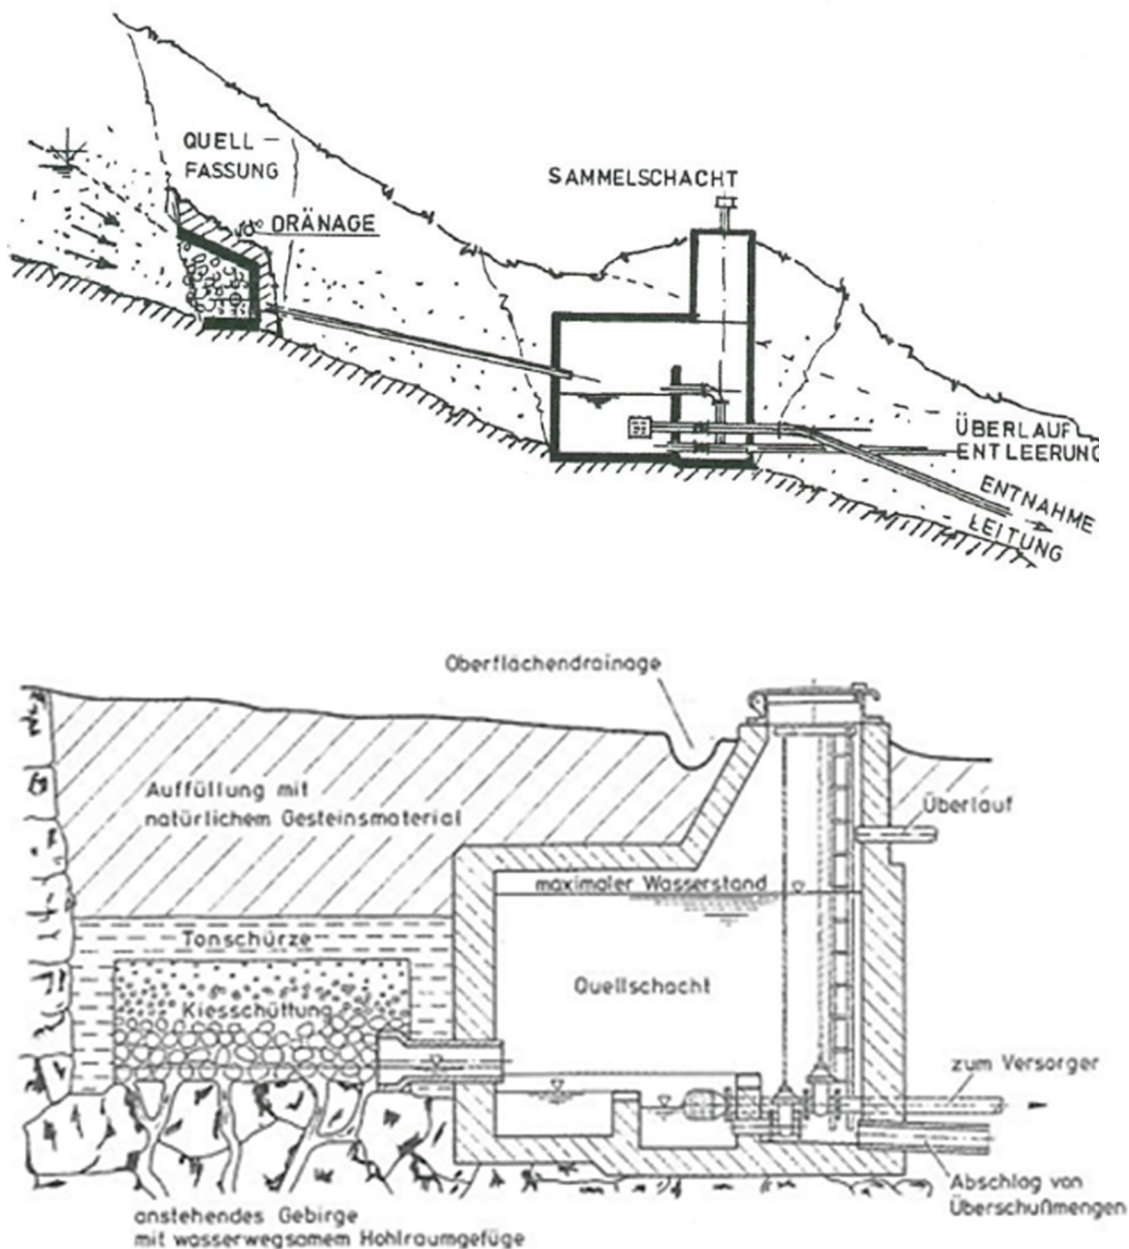 QUELL-
FASSUNG
DRÄNAGE
SAMMELSCHACHT
ÜBERLAUF
ENTLEERUNG
ENTNAHME
LEITUNG
Oberflächendrainage
Auffüllung mit
natürlichem Gesteinsmaterial
Überlauf
maximaler Wasserstand
Tonschürze
Quellschacht
Kiesschüttung
zum Versorger
Abschlag von
Überschußmengen
anstehendes Gebirge
mit wasserwegsamem Hohlraumgefüge